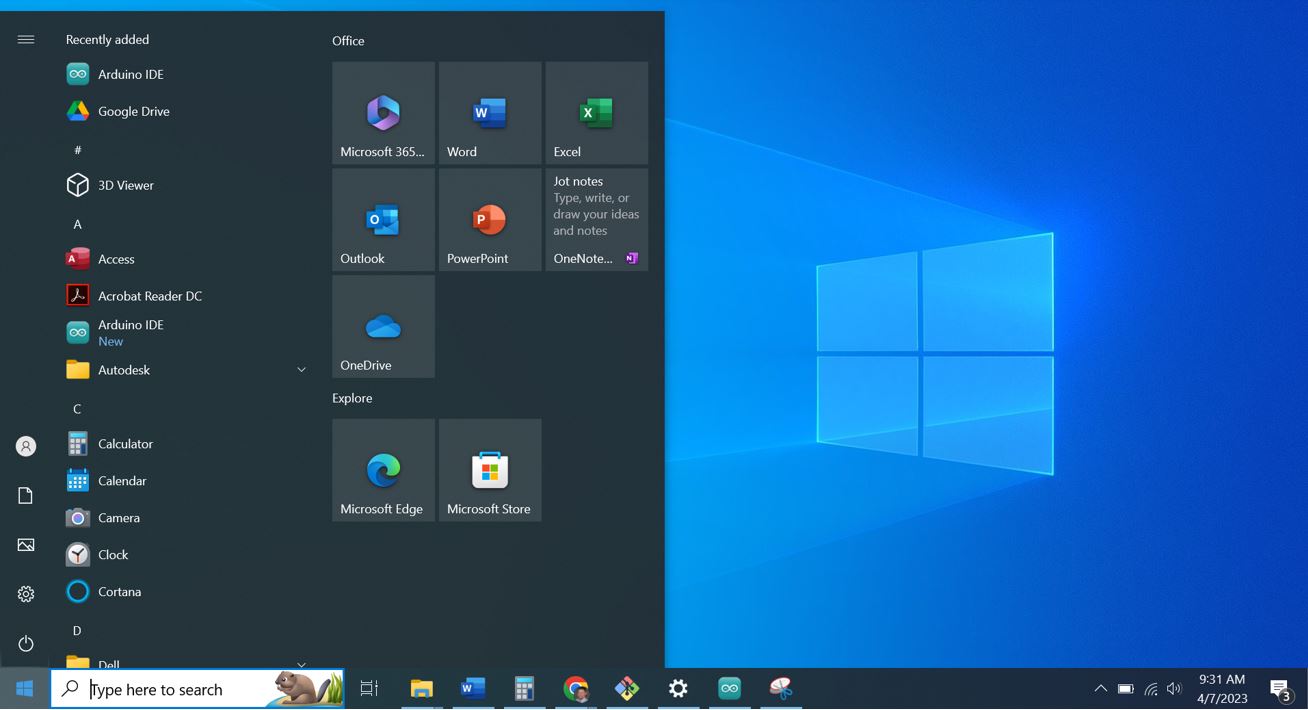 Recently added
Arduino IDE
Google Drive
#
3D Viewer
A
Access
Acrobat Reader DC
Arduino IDE
New
Autodesk
C
Calculator
Calendar
Camera
Clock
Cortana
D
Dell
Office
Microsoft 365...
Word
Excel
Outlook
PowerPoint
Jot notes
Type, write, or
draw your ideas
and notes
OneNote...
OneDrive
Explore
Microsoft Edge
Microsoft Store
Type here to search
9:31 AM
4/7/2023
3